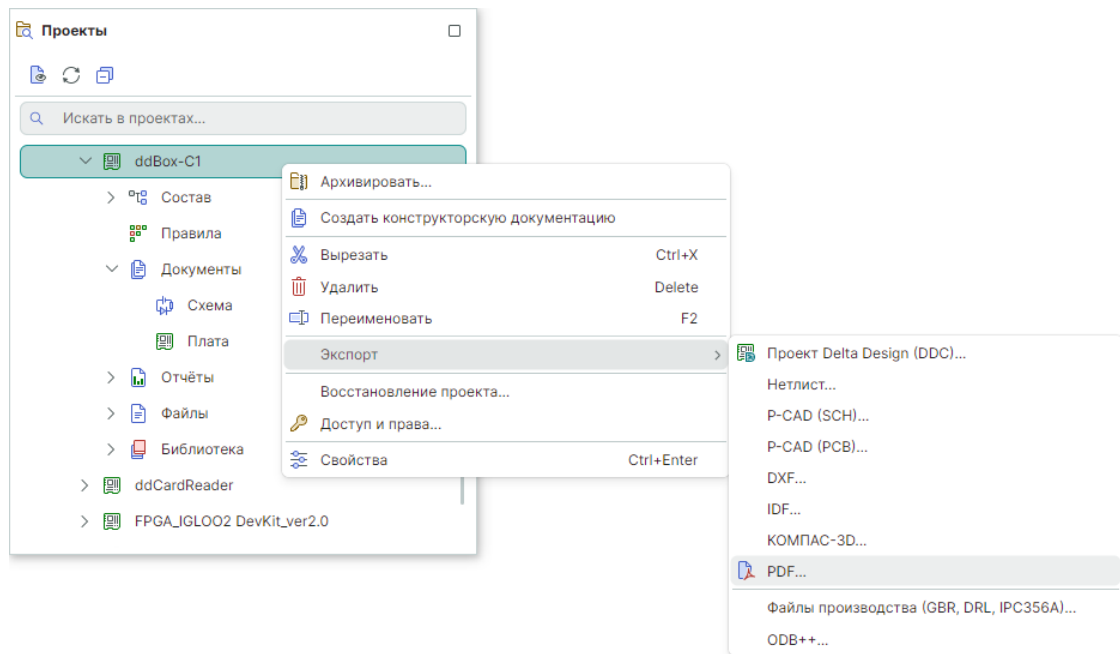 Проекты
Искать в проектах...
ddBox-C1
Состав
Правила
Документы
Схема
Плата
Отчёты
Файлы
Библиотека
ddCardReader
FPGA_IGLOO2 DevKit_ver2.0
Архивировать...
Создать конструкторскую документацию
Вырезать Ctrl+X
Удалить Delete
Переименовать F2
Экспорт
Восстановление проекта...
Доступ и права...
Свойства Ctrl+Enter
Проект Delta Design (DDC)...
Нетлист...
P-CAD (SCH)...
P-CAD (PCB)...
DXF...
IDF...
КОМПАС-3D...
PDF...
Файлы производства (GBR, DRL, IPC356A)...
ODB++...